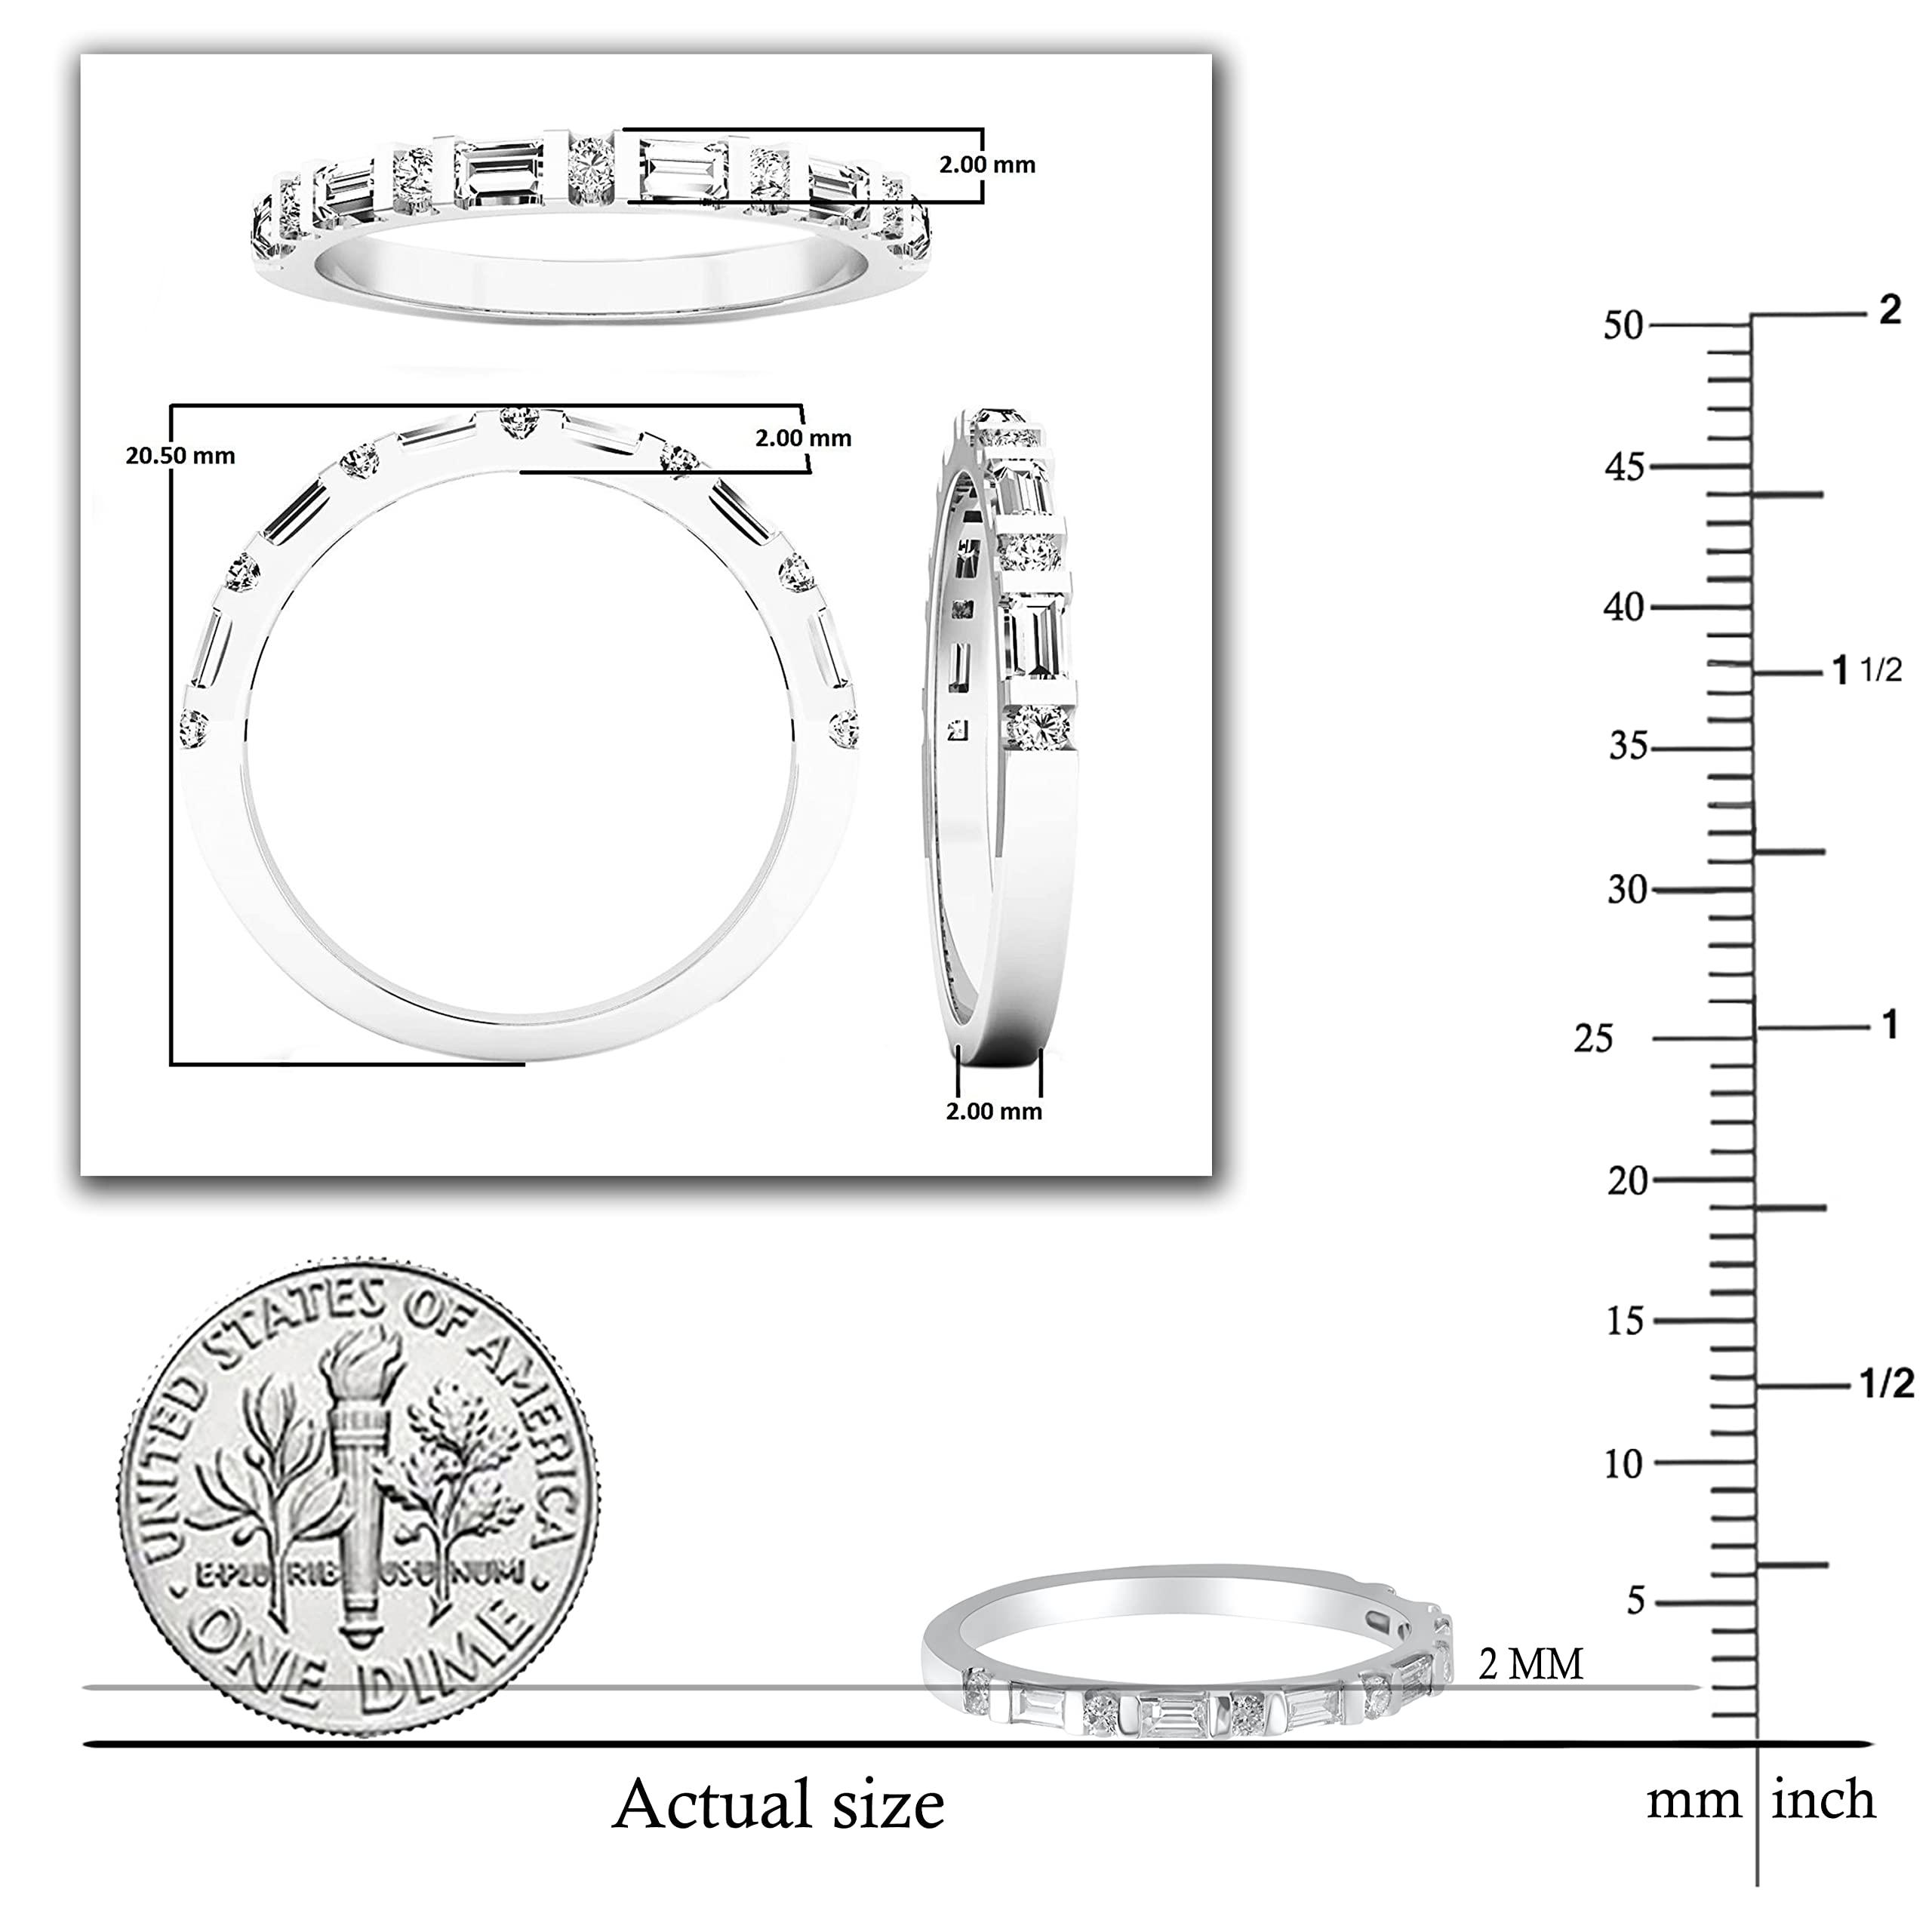 2.00 mm
20.50 mm
2.00 mm
2.00 mm
50
45
40
35
30
25
20
15
10
5
2
1 1/2
1
1/2
UNITED STATES OF AMERICA
E·PLURIBUS·UNUM
ONE DIME
2 MM
Actual size
mm inch